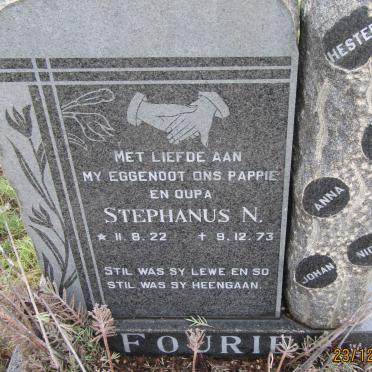 MET LIEFDE AAN
MY EGGENOOT ONS PAPPIE
EN OUPA
STEPHANUS N.
* 11.8.22 + 9.12.73
STIL WAS SY LEWE EN SO
STIL WAS SY HEENGAAN.
FOURIE
HESTER
ANNA
JOHAN
23/12